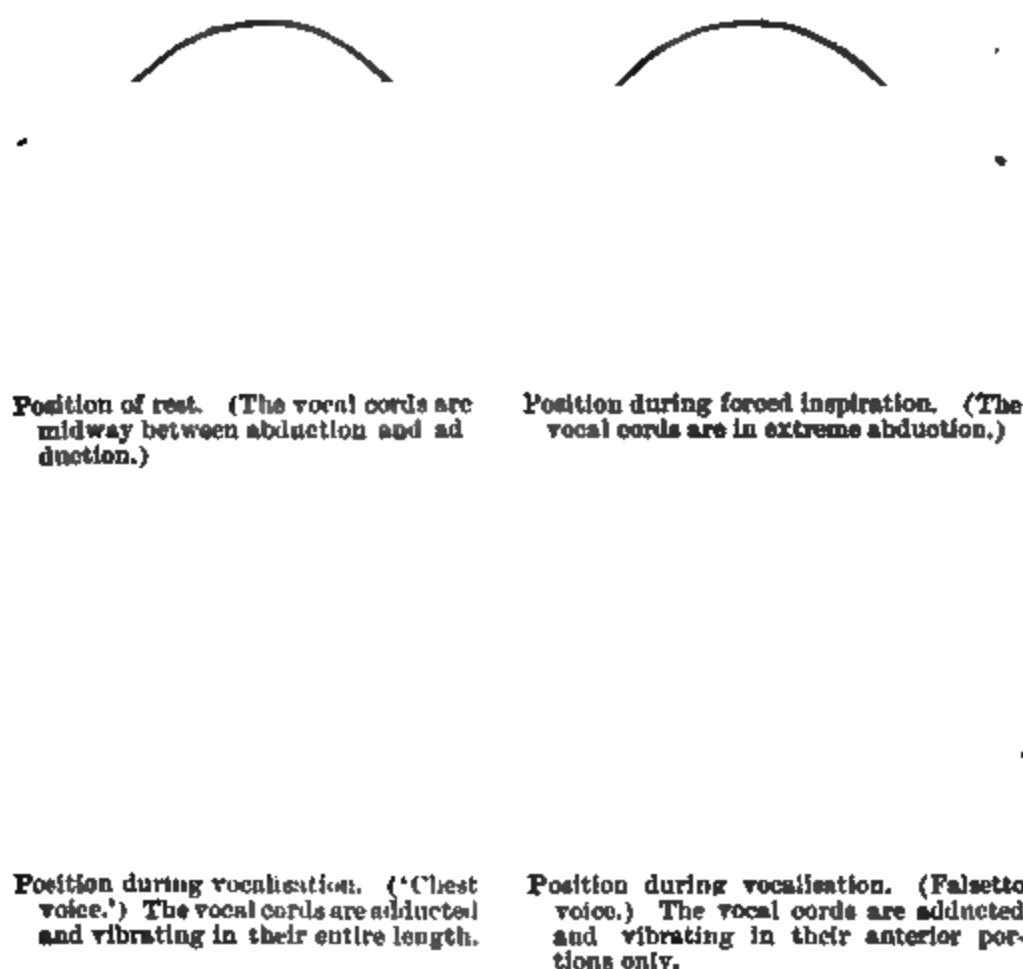 Position of rest. (The vocal cords are
midway between abduction and ad
duction.)
Position during forced inspiration. (The
vocal cords are in extreme abduction.)
Position during vocalisation. ('Chest
voice.') The vocal cords are adducted
and vibrating in their entire length.
Position during vocalisation. (Falsetto
voice.) The vocal cords are adducted
and vibrating in their anterior por-
tions only.